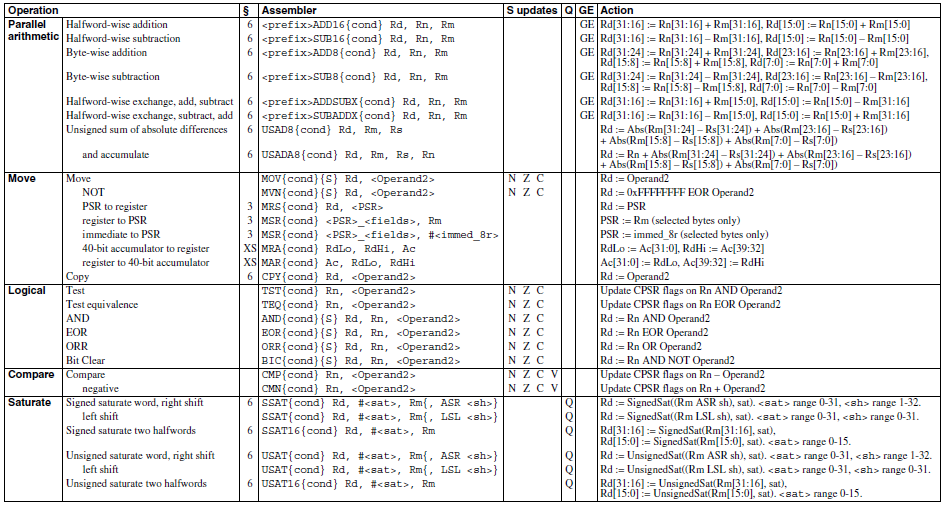 Operation § Assembler S updates Q GE Action
Parallel arithmetic Halfword-wise addition 6 <prefix>ADD16{cond} Rd, Rn, Rm GE Rd[31:16] := Rn[31:16] + Rm[31:16], Rd[15:0] := Rn[15:0] + Rm[15:0]
Halfword-wise subtraction 6 <prefix>SUB16{cond} Rd, Rn, Rm GE Rd[31:16] := Rn[31:16] – Rm[31:16], Rd[15:0] := Rn[15:0] – Rm[15:0]
Byte-wise addition 6 <prefix>ADD8{cond} Rd, Rn, Rm GE Rd[31:24] := Rn[31:24] + Rm[31:24], Rd[23:16] := Rn[23:16] + Rm[23:16],
Rd[15:8] := Rn[15:8] + Rm[15:8], Rd[7:0] := Rn[7:0] + Rm[7:0]
Byte-wise subtraction 6 <prefix>SUB8{cond} Rd, Rn, Rm GE Rd[31:24] := Rn[31:24] – Rm[31:24], Rd[23:16] := Rn[23:16] – Rm[23:16],
Rd[15:8] := Rn[15:8] – Rm[15:8], Rd[7:0] := Rn[7:0] – Rm[7:0]
Halfword-wise exchange, add, subtract 6 <prefix>ADDSUBX{cond} Rd, Rn, Rm GE Rd[31:16] := Rn[31:16] + Rm[15:0], Rd[15:0] := Rn[15:0] – Rm[31:16]
Halfword-wise exchange, subtract, add 6 <prefix>SUBADDX{cond} Rd, Rn, Rm GE Rd[31:16] := Rn[31:16] – Rm[15:0], Rd[15:0] := Rn[15:0] + Rm[31:16]
Unsigned sum of absolute differences 6 USAD8{cond} Rd, Rm, Rs Rd := Abs(Rm[31:24] – Rs[31:24]) + Abs(Rm[23:16] – Rs[23:16])
+ Abs(Rm[15:8] – Rs[15:8]) + Abs(Rm[7:0] – Rs[7:0])
and accumulate 6 USADA8{cond} Rd, Rm, Rs, Rn Rd := Rn + Abs(Rm[31:24] – Rs[31:24]) + Abs(Rm[23:16] – Rs[23:16])
+ Abs(Rm[15:8] – Rs[15:8]) + Abs(Rm[7:0] – Rs[7:0])
Move Move MOV{cond}{S} Rd, <Operand2> N Z C Rd := Operand2
NOT MVN{cond}{S} Rd, <Operand2> N Z C Rd := 0xFFFFFFFF EOR Operand2
PSR to register 3 MRS{cond} Rd, <PSR> Rd := PSR
register to PSR 3 MSR{cond} <PSR>_<fields>, Rm PSR := Rm (selected bytes only)
immediate to PSR 3 MSR{cond} <PSR>_<fields>, #<immed_8r> PSR := immed_8r (selected bytes only)
40-bit accumulator to register XS MRA{cond} RdLo, RdHi, Ac RdLo := Ac[31:0], RdHi := Ac[39:32]
register to 40-bit accumulator XS MAR{cond} Ac, RdLo, RdHi Ac[31:0] := RdLo, Ac[39:32] := RdHi
Copy 6 CPY{cond} Rd, <Operand2> Rd := Operand2
Logical Test TST{cond} Rn, <Operand2> N Z C Update CPSR flags on Rn AND Operand2
Test equivalence TEQ{cond} Rn, <Operand2> N Z C Update CPSR flags on Rn EOR Operand2
AND AND{cond}{S} Rd, Rn, <Operand2> N Z C Rd := Rn AND Operand2
EOR EOR{cond}{S} Rd, Rn, <Operand2> N Z C Rd := Rn EOR Operand2
ORR ORR{cond}{S} Rd, Rn, <Operand2> N Z C Rd := Rn OR Operand2
Bit Clear BIC{cond}{S} Rd, Rn, <Operand2> N Z C Rd := Rn AND NOT Operand2
Compare Compare CMP{cond} Rn, <Operand2> N Z C V Update CPSR flags on Rn – Operand2
negative CMN{cond} Rn, <Operand2> N Z C V Update CPSR flags on Rn + Operand2
Saturate Signed saturate word, right shift 6 SSAT{cond} Rd, #<sat>, Rm{, ASR <sh>} Q Rd := SignedSat((Rm ASR sh), sat). <sat> range 0-31, <sh> range 1-32.
left shift SSAT{cond} Rd, #<sat>, Rm{, LSL <sh>} Q Rd := SignedSat((Rm LSL sh), sat). <sat> range 0-31, <sh> range 0-31.
Signed saturate two halfwords 6 SSAT16{cond} Rd, #<sat>, Rm Q Rd[31:16] := SignedSat(Rm[31:16], sat),
Rd[15:0] := SignedSat(Rm[15:0], sat). <sat> range 0-15.
Unsigned saturate word, right shift 6 USAT{cond} Rd, #<sat>, Rm{, ASR <sh>} Q Rd := UnsignedSat((Rm ASR sh), sat). <sat> range 0-31, <sh> range 1-32.
left shift USAT{cond} Rd, #<sat>, Rm{, LSL <sh>} Q Rd := UnsignedSat((Rm LSL sh), sat). <sat> range 0-31, <sh> range 0-31.
Unsigned saturate two halfwords 6 USAT16{cond} Rd, #<sat>, Rm Q Rd[31:16] := UnsignedSat(Rm[31:16], sat),
Rd[15:0] := UnsignedSat(Rm[15:0], sat). <sat> range 0-15.